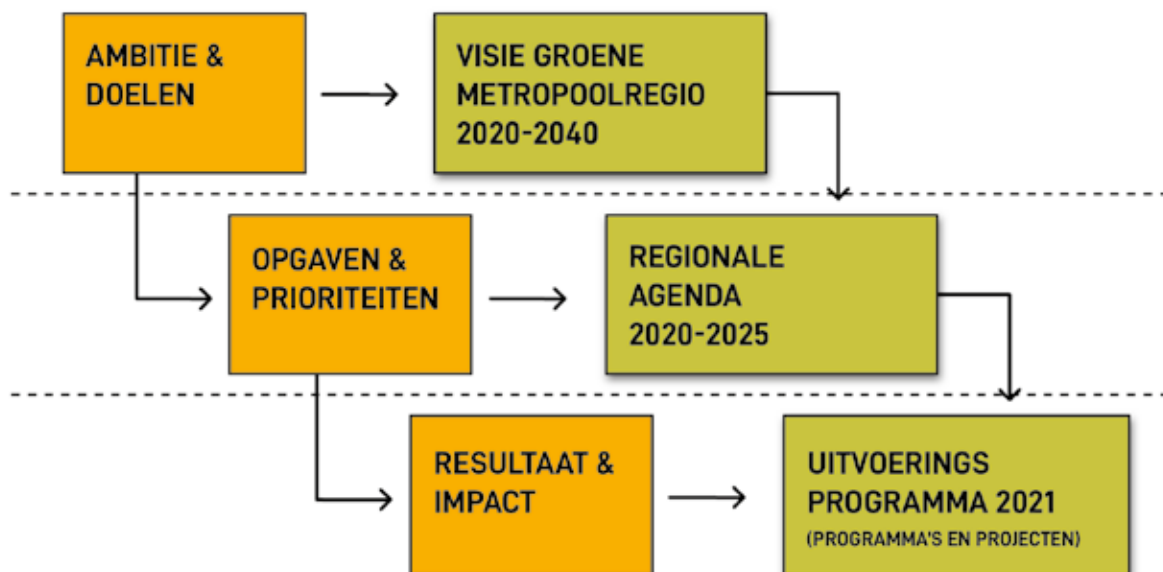 AMBITIE &
DOELEN
VISIE GROENE
METROPOOLREGIO
2020-2040
OPGAVEN &
PRIORITEITEN
REGIONALE
AGENDA
2020-2025
RESULTAAT &
IMPACT
UITVOERINGS
PROGRAMMA 2021
(PROGRAMMA'S EN PROJECTEN)